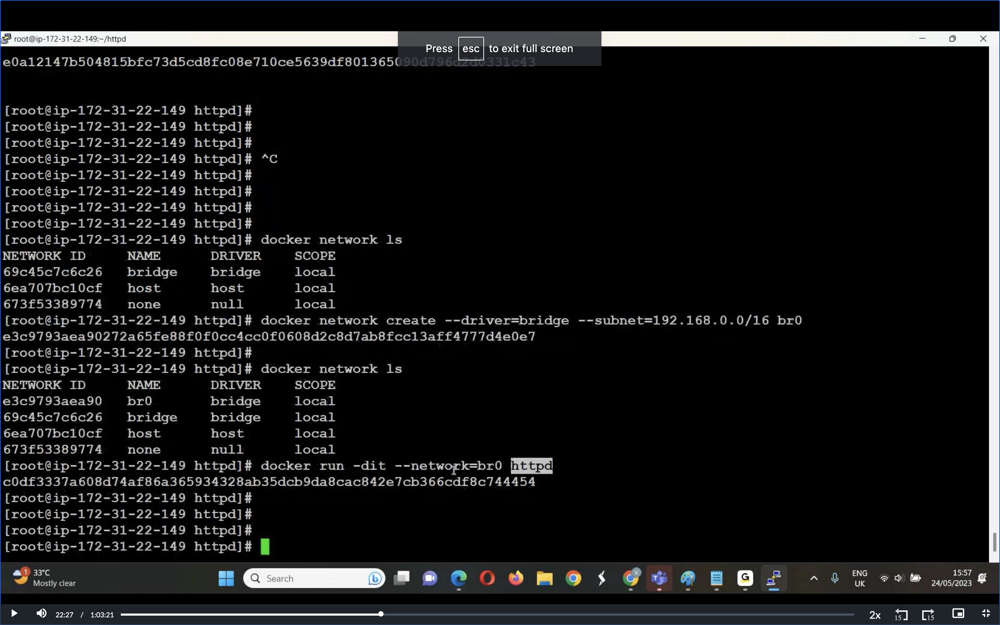 root@ip-172-31-22-149:~/httpd
Press esc to exit full screen
e0a12147b504815bfc73d5cd8fc08e710ce5639df801365090d796d2d0331c43
[root@ip-172-31-22-149 httpd]#
[root@ip-172-31-22-149 httpd]#
[root@ip-172-31-22-149 httpd]#
[root@ip-172-31-22-149 httpd]# ^C
[root@ip-172-31-22-149 httpd]#
[root@ip-172-31-22-149 httpd]#
[root@ip-172-31-22-149 httpd]#
[root@ip-172-31-22-149 httpd]#
[root@ip-172-31-22-149 httpd]# docker network ls
NETWORK ID NAME DRIVER SCOPE
69c45c7c6c26 bridge bridge local
6ea707bc10cf host host local
673f53389774 none null local
[root@ip-172-31-22-149 httpd]# docker network create --driver=bridge --subnet=192.168.0.0/16 br0
e3c9793aea90272a65fe88f0f0cc4cc0f0608d2c8d7ab8fcc13aff4777d4e0e7
[root@ip-172-31-22-149 httpd]#
[root@ip-172-31-22-149 httpd]# docker network ls
NETWORK ID NAME DRIVER SCOPE
e3c9793aea90 br0 bridge local
69c45c7c6c26 bridge bridge local
6ea707bc10cf host host local
673f53389774 none null local
[root@ip-172-31-22-149 httpd]# docker run -dit --network=br0 httpd
c0df3337a608d74af86a365934328ab35dcb9da8cac842e7cb366cdf8c744454
[root@ip-172-31-22-149 httpd]#
[root@ip-172-31-22-149 httpd]#
[root@ip-172-31-22-149 httpd]#
[root@ip-172-31-22-149 httpd]#
1
33°C
Mostly clear
Search
V
G
ENG
UK
15:57
24/05/2023
22:27 / 1:03:21
2x
15
15